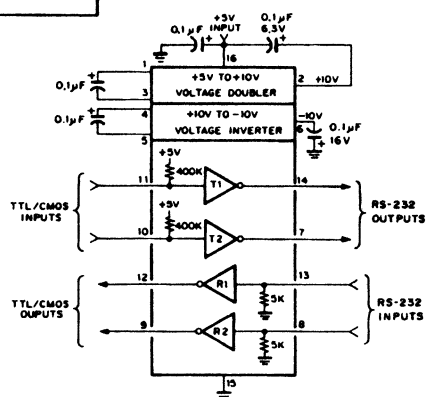 +5V
INPUT
0.1µF +
0.1µF
6.3V
+
16
1
+5V TO +10V
VOLTAGE DOUBLER
2
+10V
0.1µF
+
3
4
+10V TO -10V
VOLTAGE INVERTER
-10V
6
0.1µF
+
5
0.1µF
16V
+
+5V
400K
11
T1
14
TTL/CMOS
INPUTS
RS-232
OUTPUTS
+5V
400K
10
T2
7
12
R1
13
5K
TTL/CMOS
OUPUTS
RS-232
INPUTS
9
R2
8
5K
15